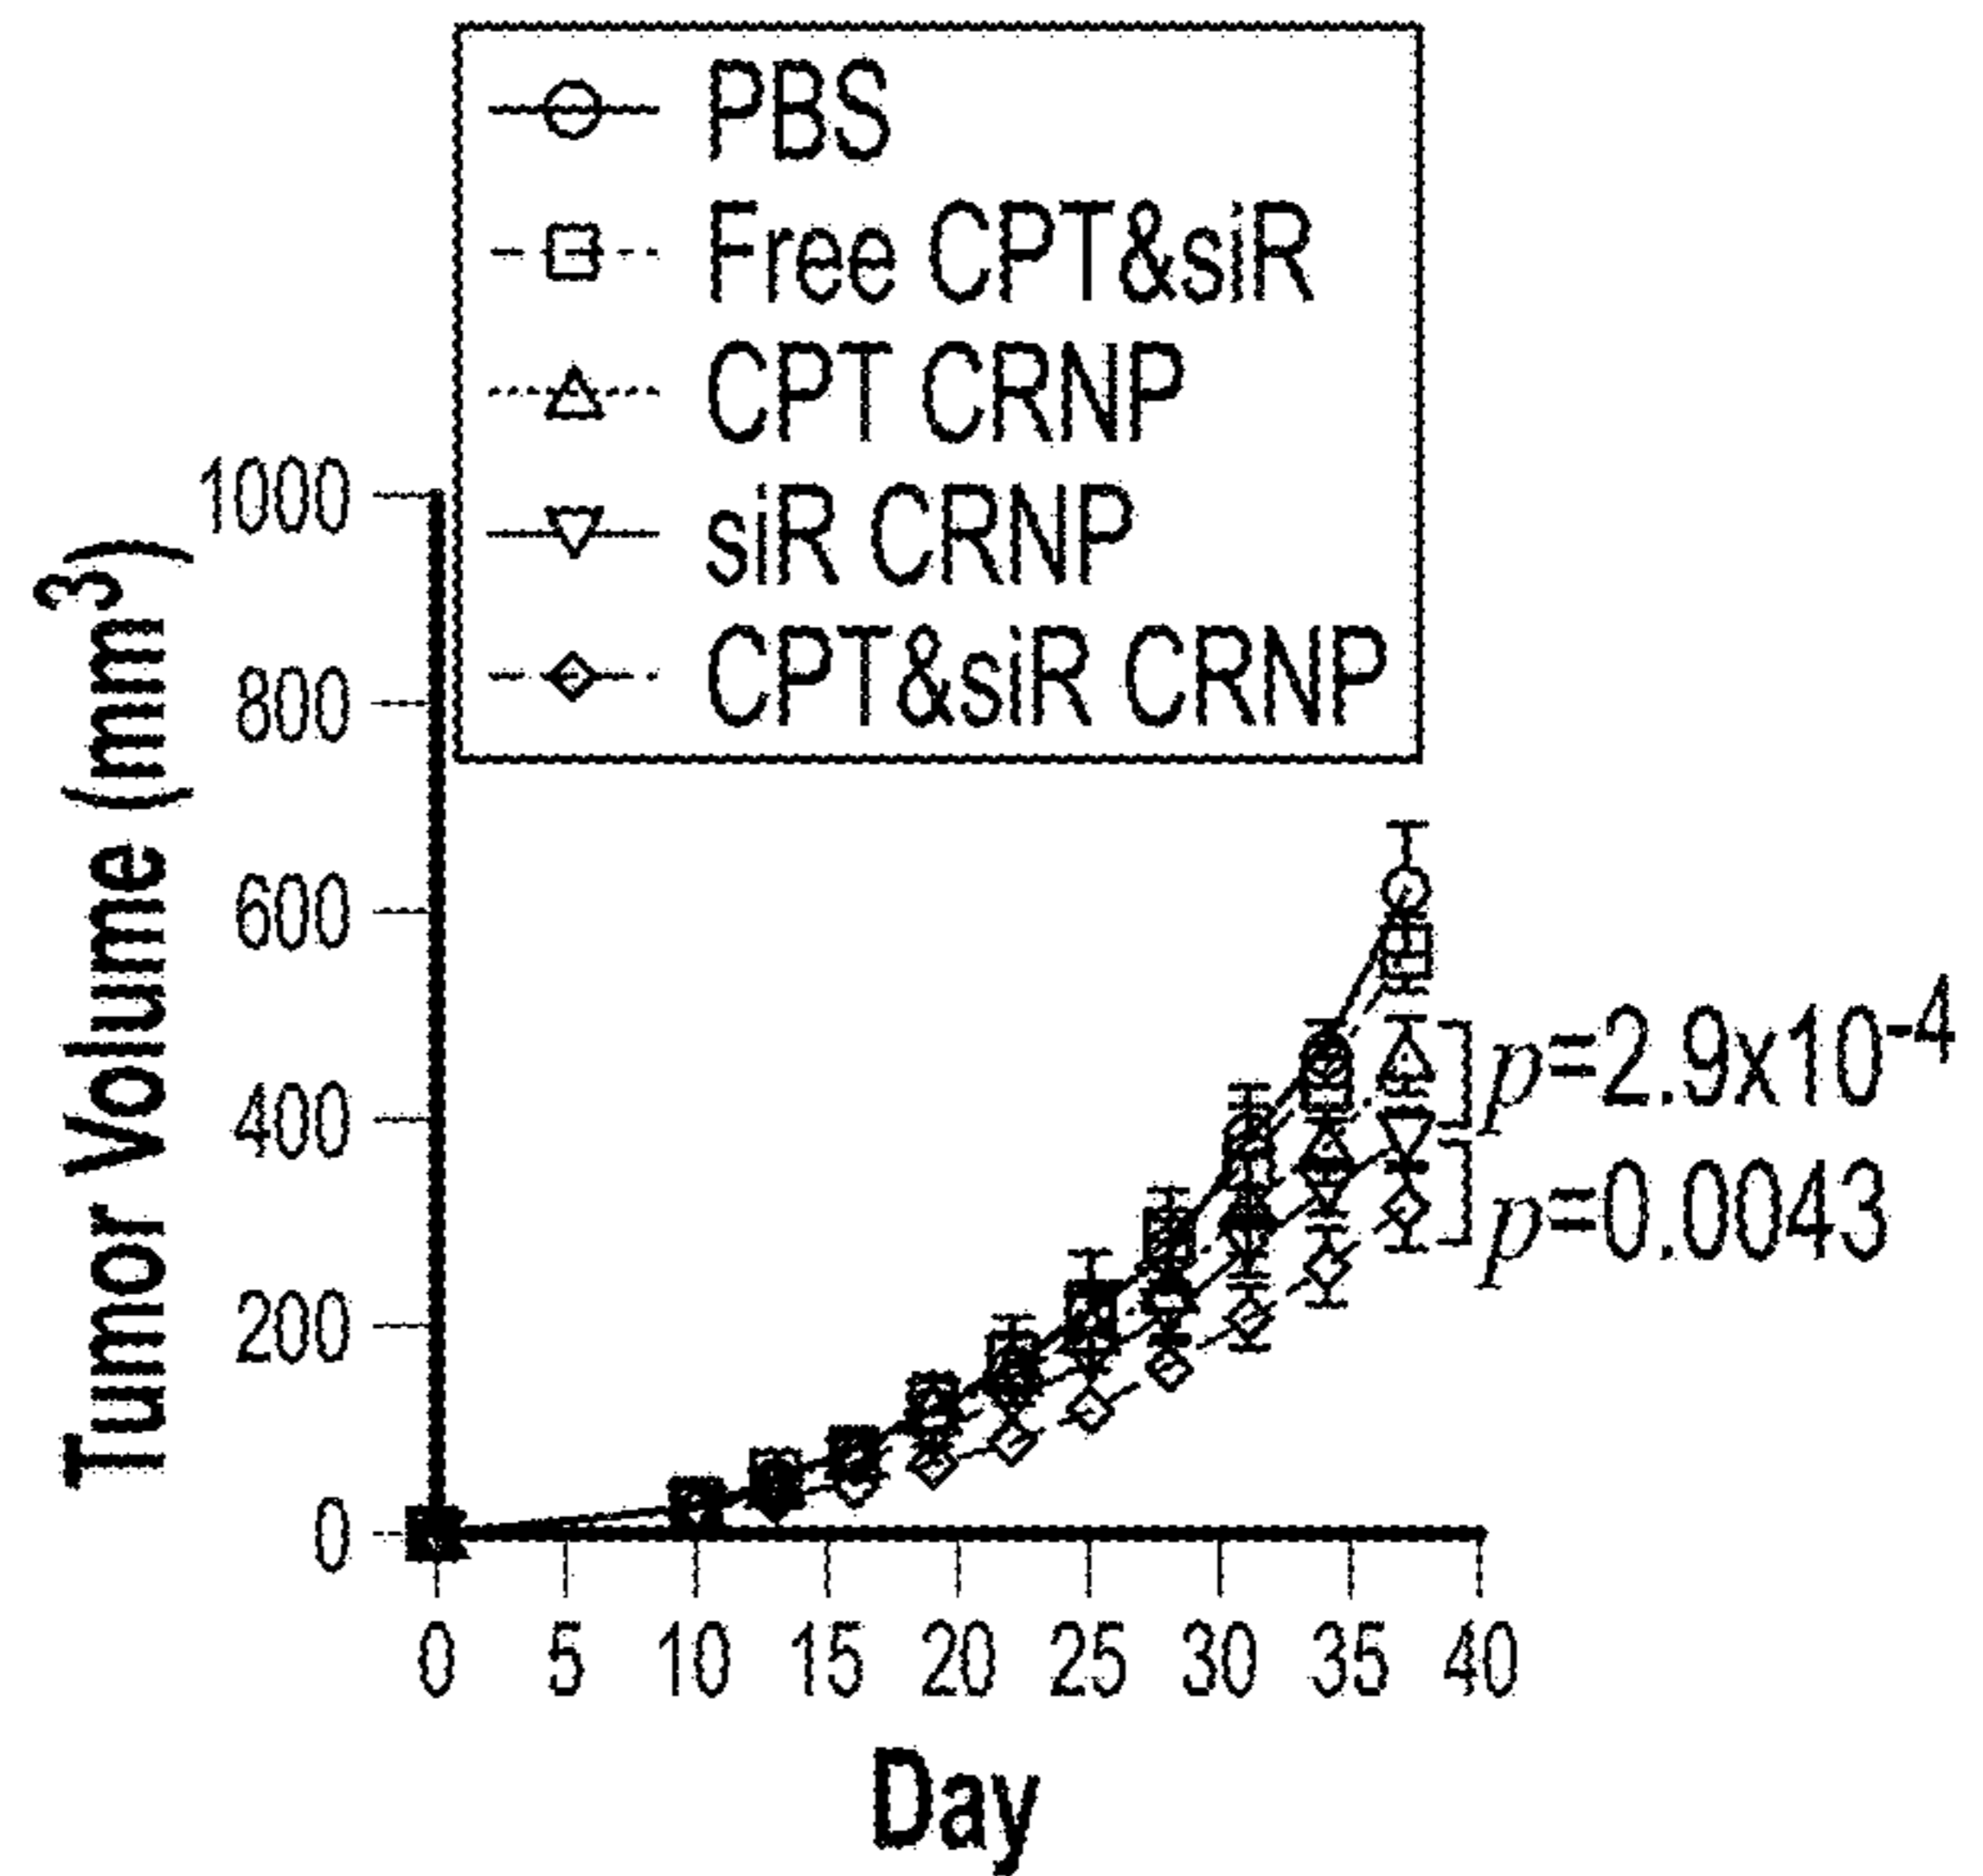 PBS
Free CPT&siR
CPT CRNP
siR CRNP
CPT&siR CRNP
Tumor Volume (mm³)
1000
800
600
400
200
0
p=2.9x10⁻⁴
p=0.0043
0 5 10 15 20 25 30 35 40
Day